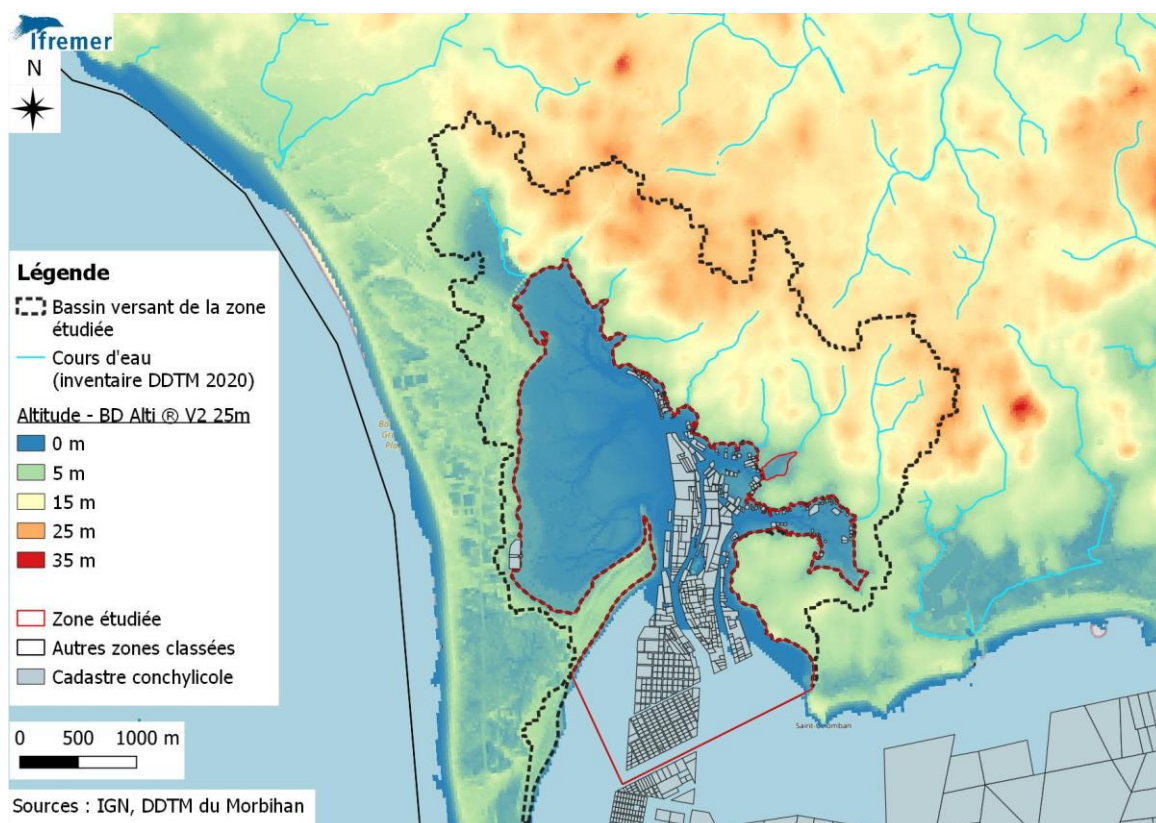 Ifremer
N
Légende
Bassin versant de la zone
étudiée
Cours d'eau
(inventaire DDTM 2020)
Altitude - BD Alti ® V2 25m
0 m
5 m
15 m
25 m
35 m
Zone étudiée
Autres zones classées
Cadastre conchylicole
0 500 1000 m
Sources : IGN, DDTM du Morbihan